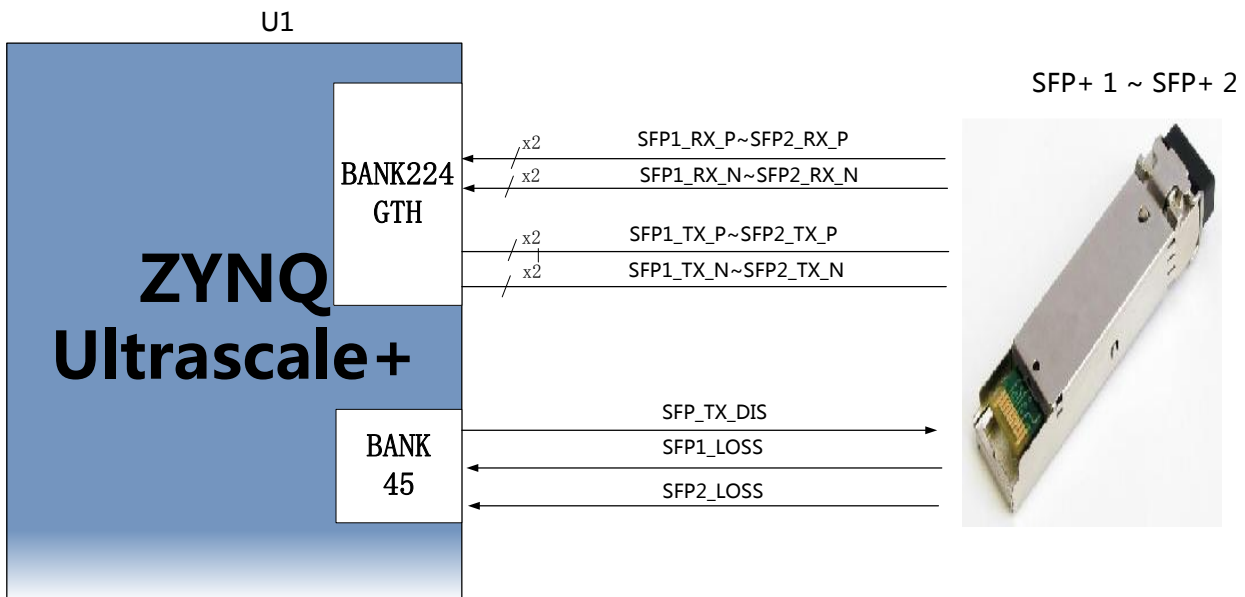 U1
SFP+ 1 ~ SFP+ 2
x2
SFP1_RX_P~SFP2_RX_P
x2
SFP1_RX_N~SFP2_RX_N
BANK224
GTH
x2
SFP1_TX_P~SFP2_TX_P
x2
SFP1_TX_N~SFP2_TX_N
ZYNQ
Ultrascale+
SFP_TX_DIS
BANK
45
SFP1_LOSS
SFP2_LOSS